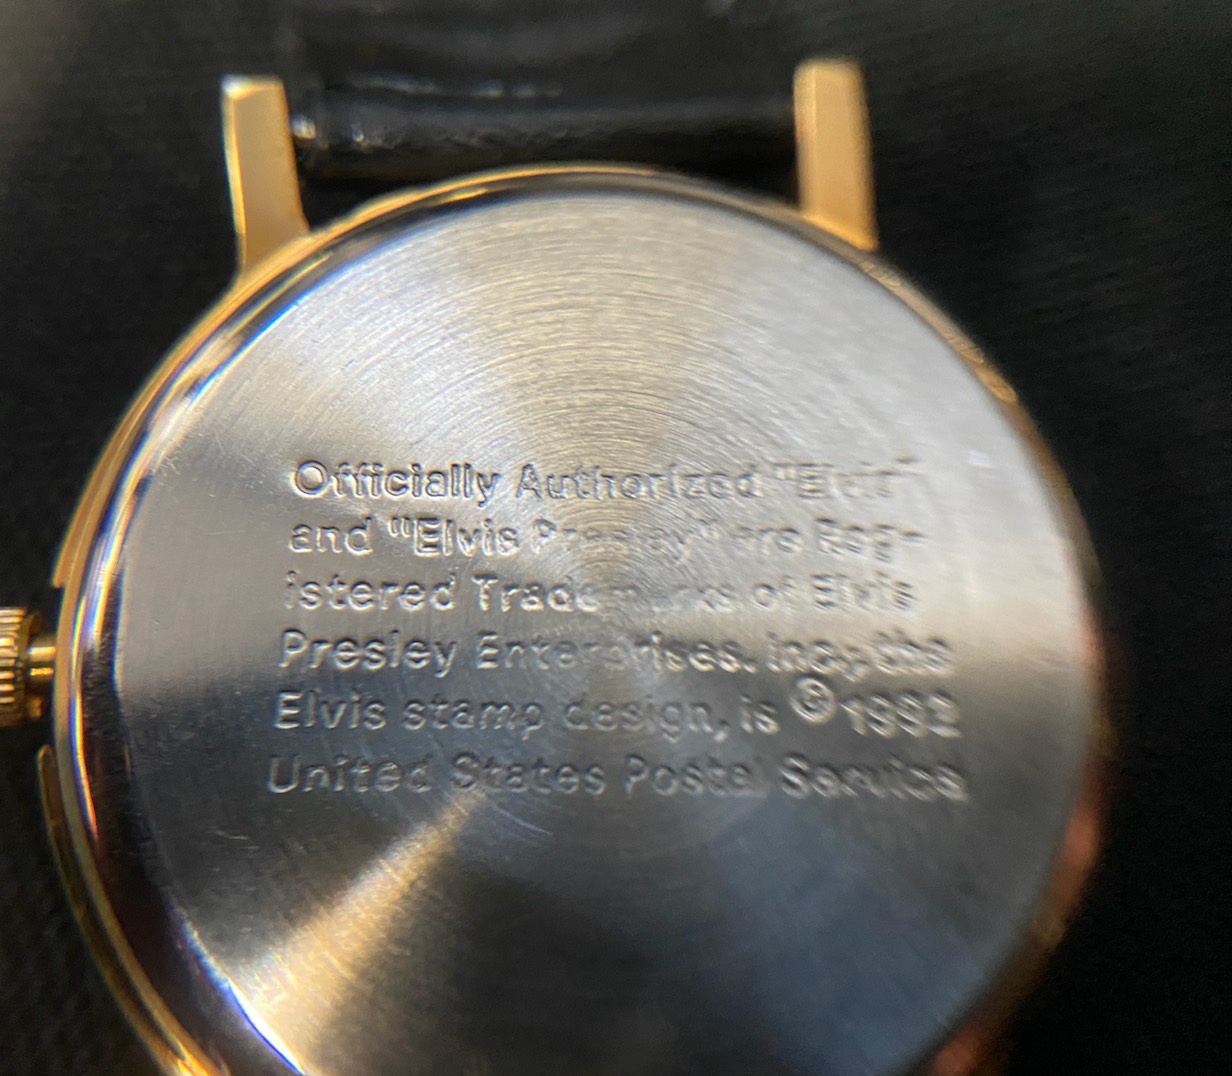 Officially Authorized "Elvis"
and "Elvis Presley" are Reg-
istered Trademarks of Elvis
Presley Enterprises, Inc.; the
Elvis stamp design, is ©1992
United States Postal Service